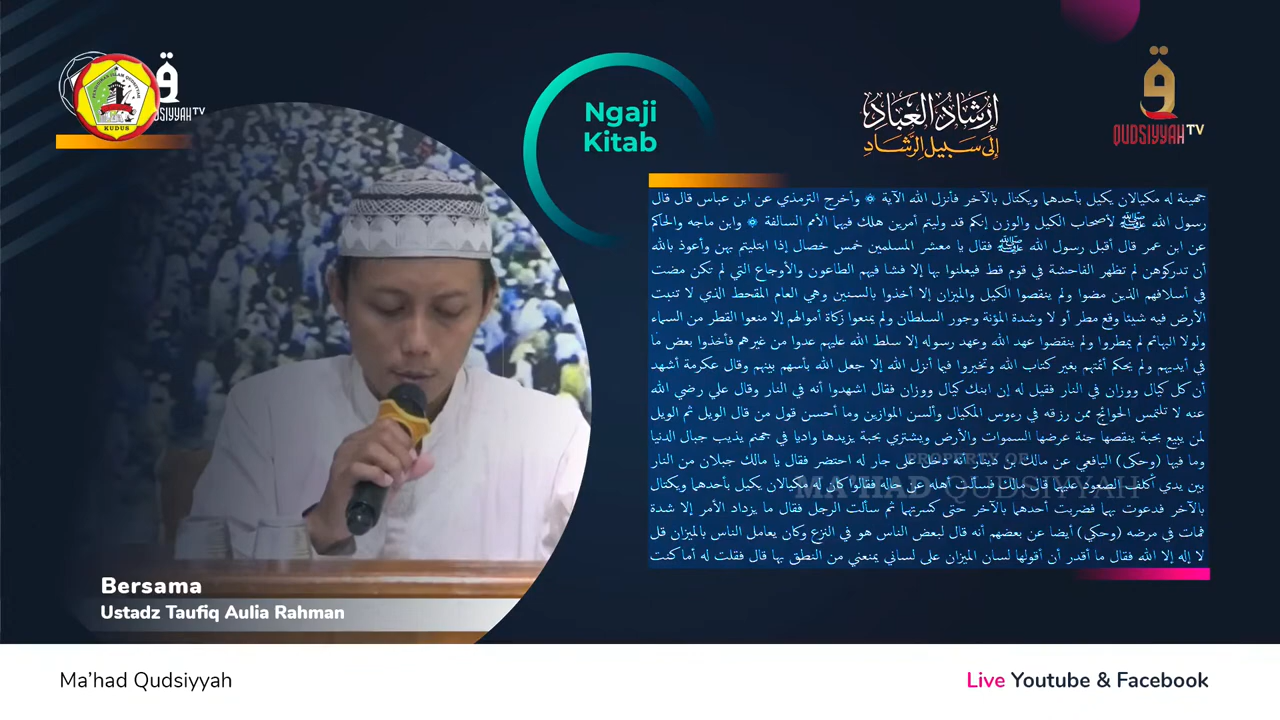 PERGURUAN ISLAM QUDSIYYAH
KUDUS
QUDSIYYAH TV
Ngaji
Kitab
إرشاد العباد
إلى سبيل الرشاد
QUDSIYYAH TV
جهينة له مكيالان يكيل بأحدهما ويكتال بالآخر فأنزل الله الآية ۞ وأخرج الترمذي عن ابن عباس قال قال
رسول الله ﷺ لأصحاب الكيل والوزن إنكم قد وليتم أمرين هلك فيهما الأمم السالفة ۞ وابن ماجه والحاكم
عن ابن عمر قال أقبل رسول الله ﷺ فقال يا معشر المسلمين خمس خصال إذا ابتليتم بهن وأعوذ بالله
أن تدركوهن لم تظهر الفاحشة في قوم قط فيعلنوا بها إلا فشا فيهم الطاعون والأوجاع التي لم تكن مضت
في أسلافهم الذين مضوا ولم ينقصوا الكيل والميزان إلا أخذوا بالسنين وهي العام المقحط الذي لا تنبت
الأرض فيه شيئا وقع مطر أو لا وشدة المؤنة وجور السلطان ولم يمنعوا زكاة أموالهم إلا منعوا القطر من السماء
ولولا البهائم لم يمطروا ولم ينقضوا عهد الله وعهد رسوله إلا سلط الله عليهم عدوا من غيرهم فأخذوا بعض ما
في أيديهم ولم يحكم أئمتهم بغير كتاب الله وتخيروا فيما أنزل الله إلا جعل الله بأسهم بينهم وقال عكرمة أشهد
أن كل كيال ووزان في النار فقيل له إن ابنك كيال ووزان فقال اشهدوا أنه في النار وقال علي رضي الله
عنه لا تلتمس الحوائج ممن رزقه في رءوس المكيال وألسن الموازين وما أحسن قول من قال الويل ثم الويل
لمن يبيع بحبة ينقصها جنة عرضها السموات والأرض ويشتري بحبة يزيدها واديا في جهنم يذيب جبال الدنيا
وما فيها (وحكى) اليافعي عن مالك بن دينار أنه دخل على جار له احتضر فقال يا مالك جبلان من النار
بين يدي أكلف الصعود عليهما قال مالك فسألت أهله عن حاله فقالوا كان له مكيالان يكيل بأحدهما ويكتال
بالآخر فدعوت بهما فضربت أحدهما بالآخر حتى كسرتهما ثم سألت الرجل فقال ما يزداد الأمر إلا شدة
فمات في مرضه (وحكي) أيضا عن بعضهم أنه قال لبعض الناس هو في النزع وكان يعامل الناس بالميزان قل
لا إله إلا الله فقال ما أقدر أن أقولها لسان الميزان على لساني يمنعني من النطق بها قال فقلت له أما كنت
PROPERTY OF
MA'HAD QUDSIYYAH
Bersama
Ustadz Taufiq Aulia Rahman
Ma'had Qudsiyyah
Live Youtube & Facebook